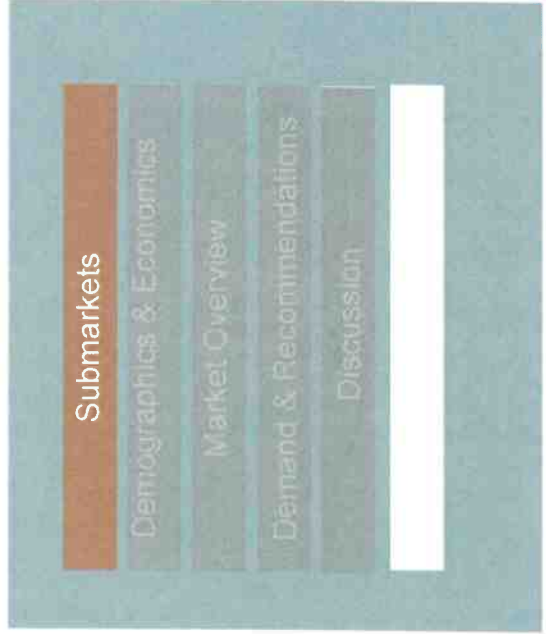 Submarkets
Demographics & Economics
Market Overview
Demand & Recommendations
Discussion